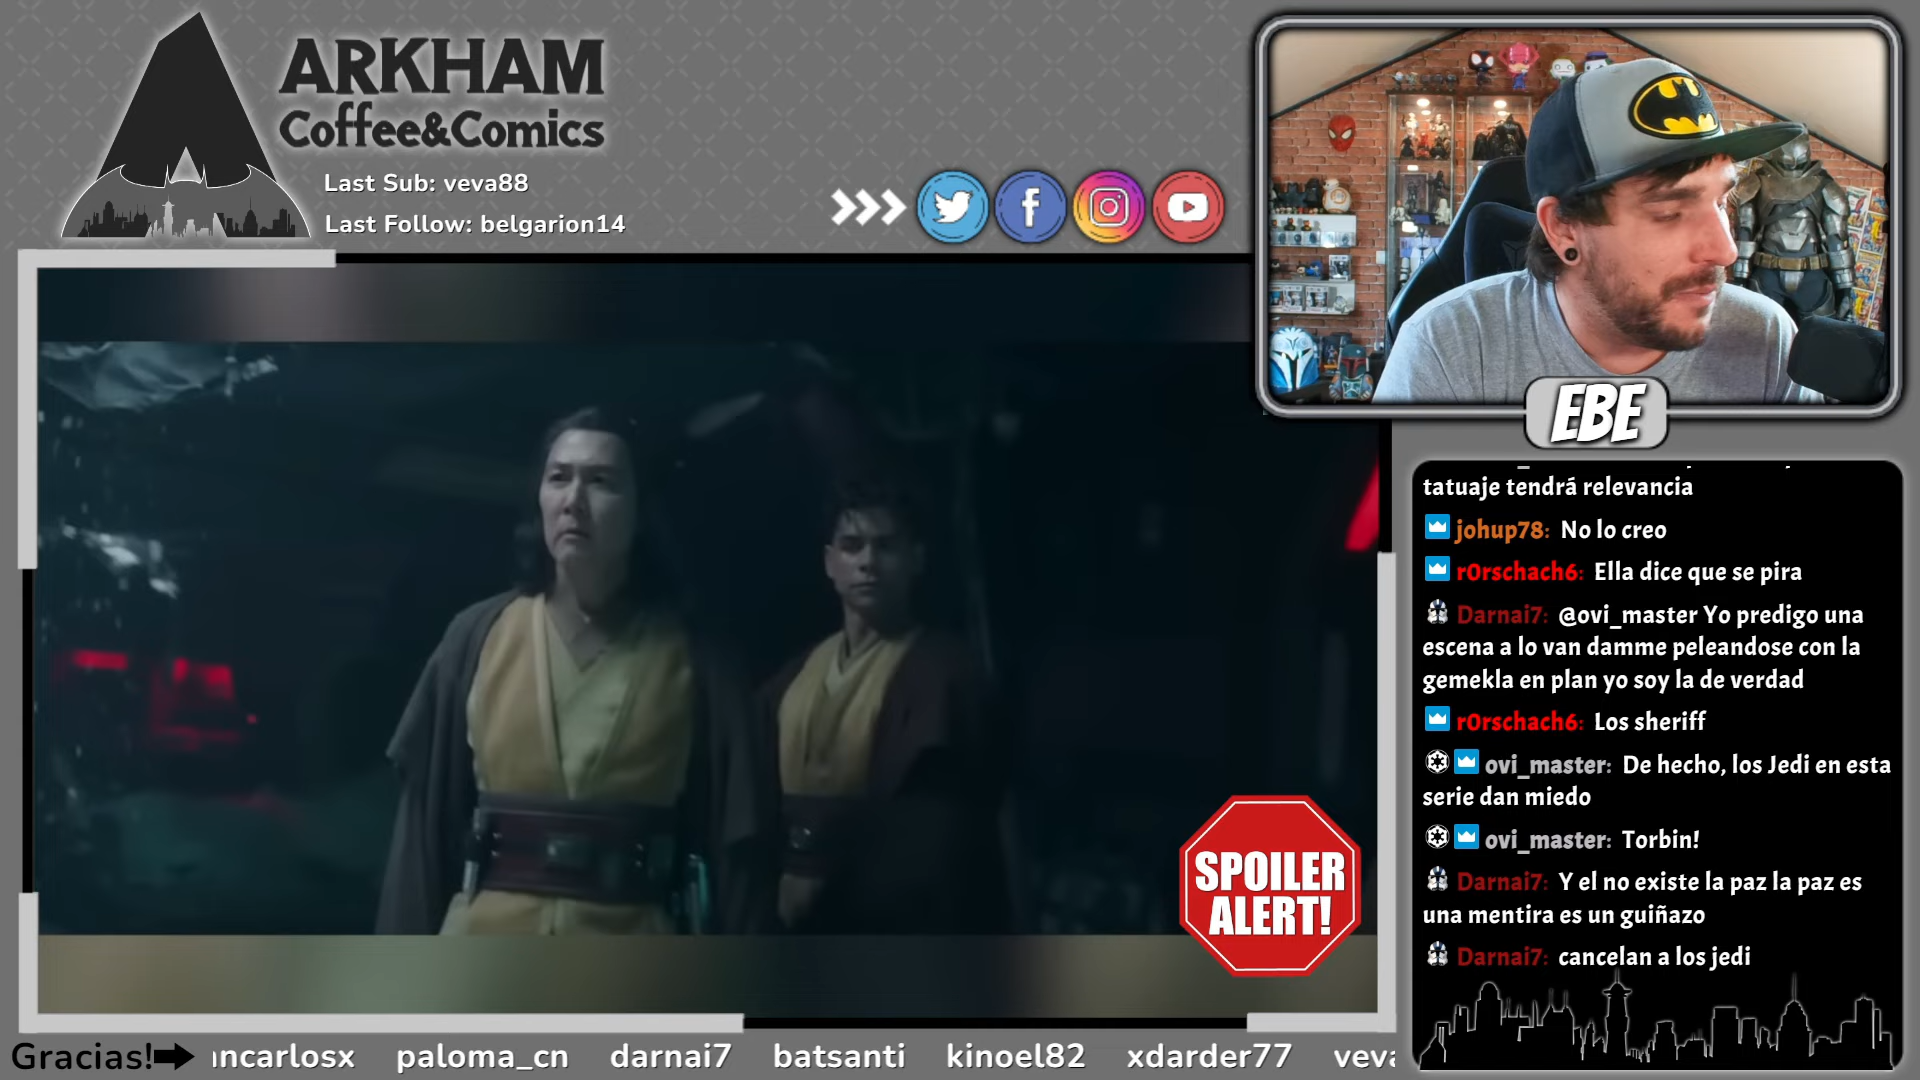 ARKHAM
Coffee&Comics
Last Sub: veva88
Last Follow: belgarion14
EBE
tatuaje tendrá relevancia
johup78: No lo creo
r0rschach6: Ella dice que se pira
Darnai7: @ovi_master Yo predigo una
escena a lo van damme peleandose con la
gemekla en plan yo soy la de verdad
r0rschach6: Los sheriff
ovi_master: De hecho, los Jedi en esta
serie dan miedo
ovi_master: Torbin!
Darnai7: Y el no existe la paz la paz es
una mentira es un guiñazo
Darnai7: cancelan a los jedi
SPOILER
ALERT!
Gracias! ncarlosx paloma_cn darnai7 batsanti kinoel82 xdarder77 veva